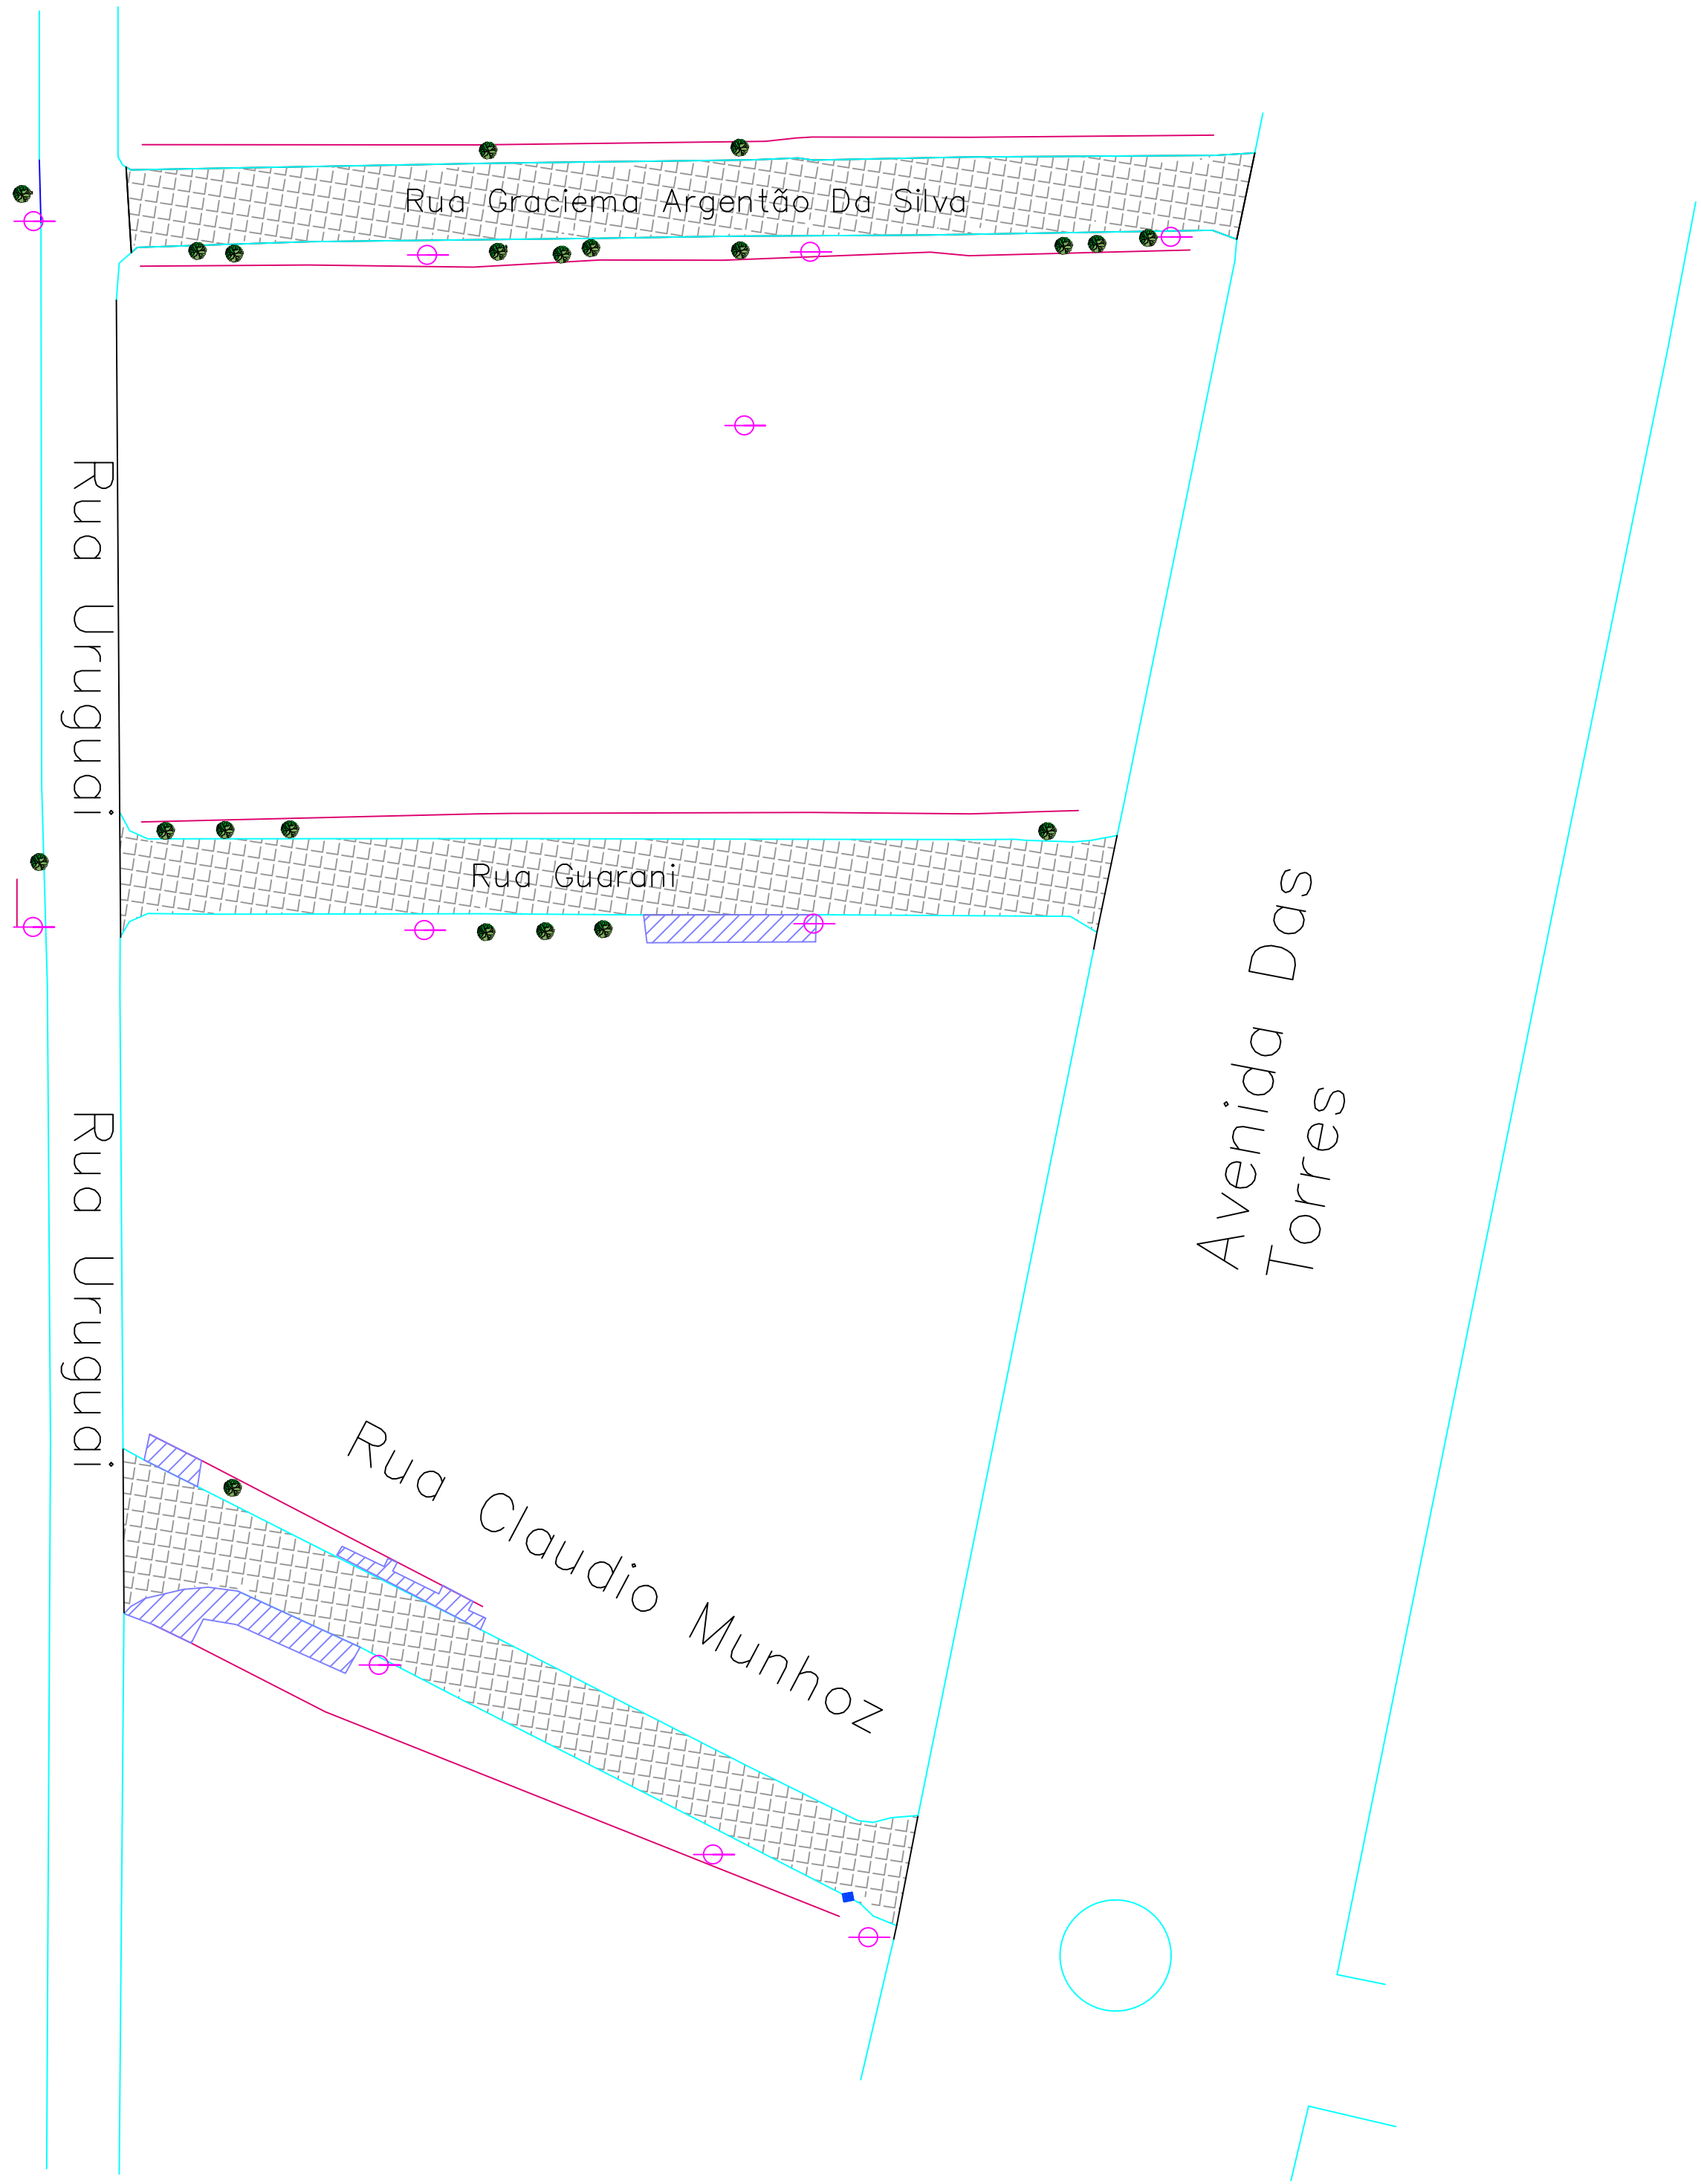 Rua Graciema Argentão Da Silva
Rua Uruguai
Rua Guarani
Avenida Das
Torres
Rua Uruguai
Rua Claudio Munhoz